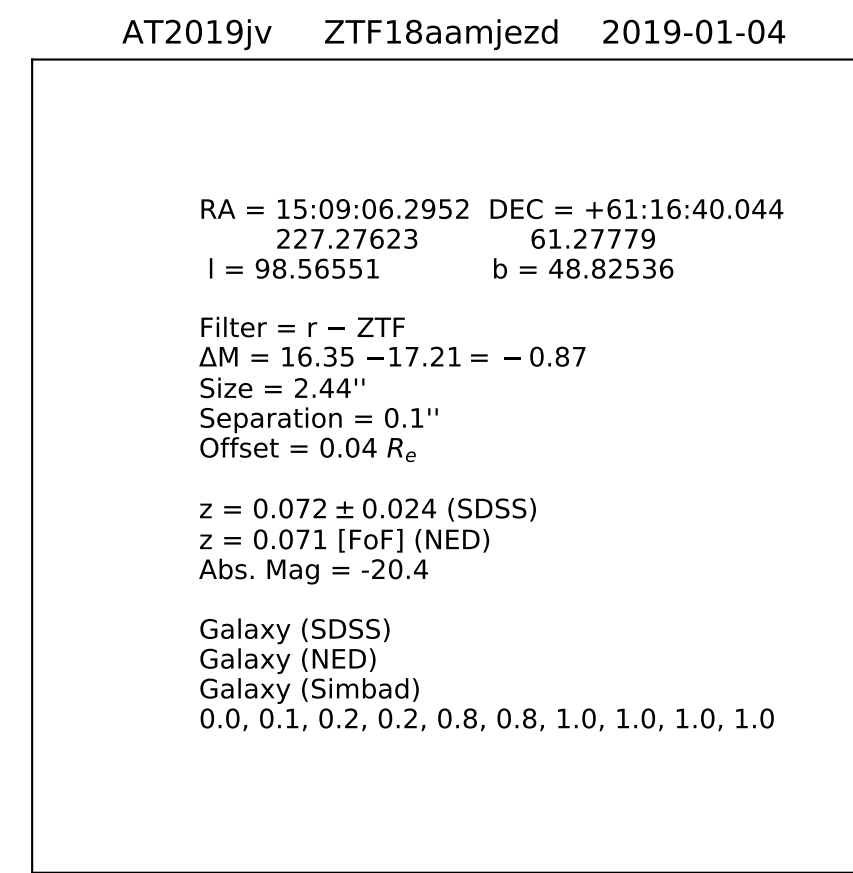 AT2019jv ZTF18aamjezd 2019-01-04
RA = 15:09:06.2952 DEC = +61:16:40.044
227.27623 61.27779
l = 98.56551 b = 48.82536
Filter = r − ZTF
ΔM = 16.35 −17.21 = − 0.87
Size = 2.44''
Separation = 0.1''
Offset = 0.04 Re
z = 0.072 ± 0.024 (SDSS)
z = 0.071 [FoF] (NED)
Abs. Mag = -20.4
Galaxy (SDSS)
Galaxy (NED)
Galaxy (Simbad)
0.0, 0.1, 0.2, 0.2, 0.8, 0.8, 1.0, 1.0, 1.0, 1.0